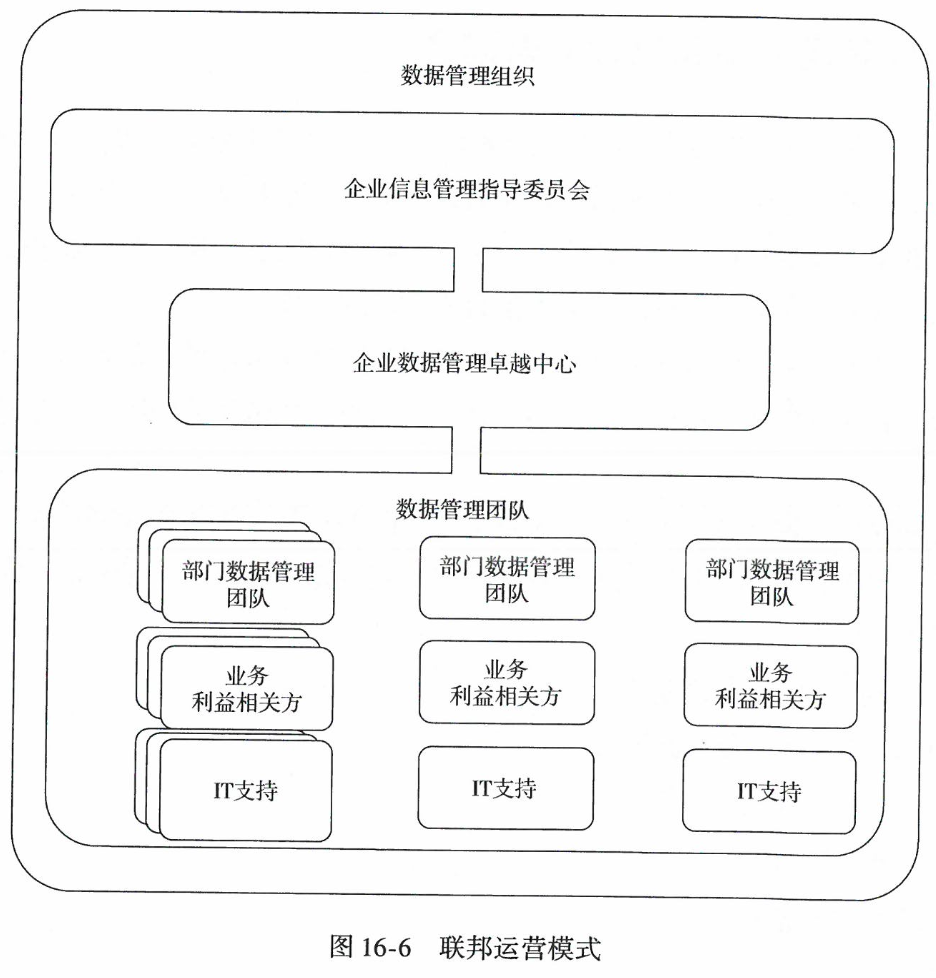 数据管理组织
企业信息管理指导委员会
企业数据管理卓越中心
数据管理团队
部门数据管理
团队
部门数据管理
团队
部门数据管理
团队
业务
利益相关方
业务
利益相关方
业务
利益相关方
IT支持
IT支持
IT支持
图 16-6 联邦运营模式